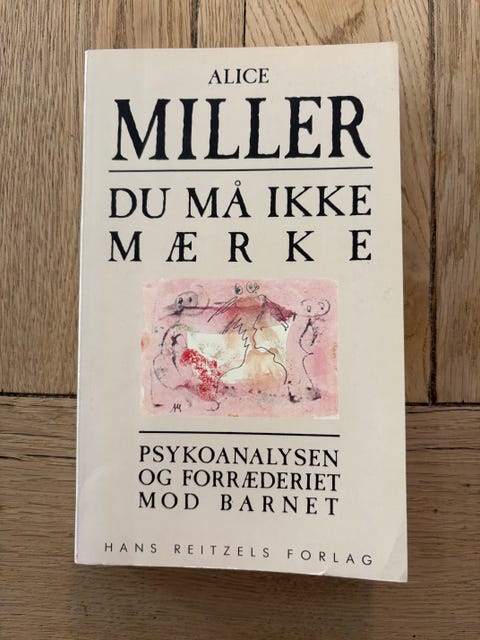 ALICE
MILLER
DU MÅ IKKE
MÆRKE
PSYKOANALYSEN
OG FORRÆDERIET
MOD BARNET
HANS REITZELS FORLAG